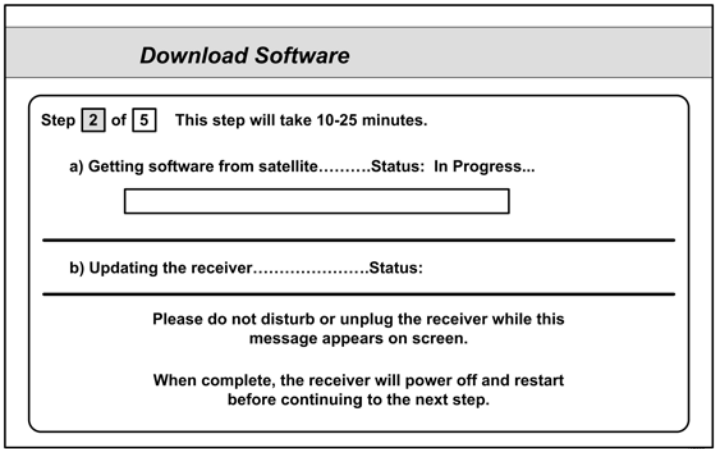 Download Software
Step 2 of 5 This step will take 10-25 minutes.
a) Getting software from satellite..........Status: In Progress...
b) Updating the receiver......................Status:
Please do not disturb or unplug the receiver while this
message appears on screen.
When complete, the receiver will power off and restart
before continuing to the next step.